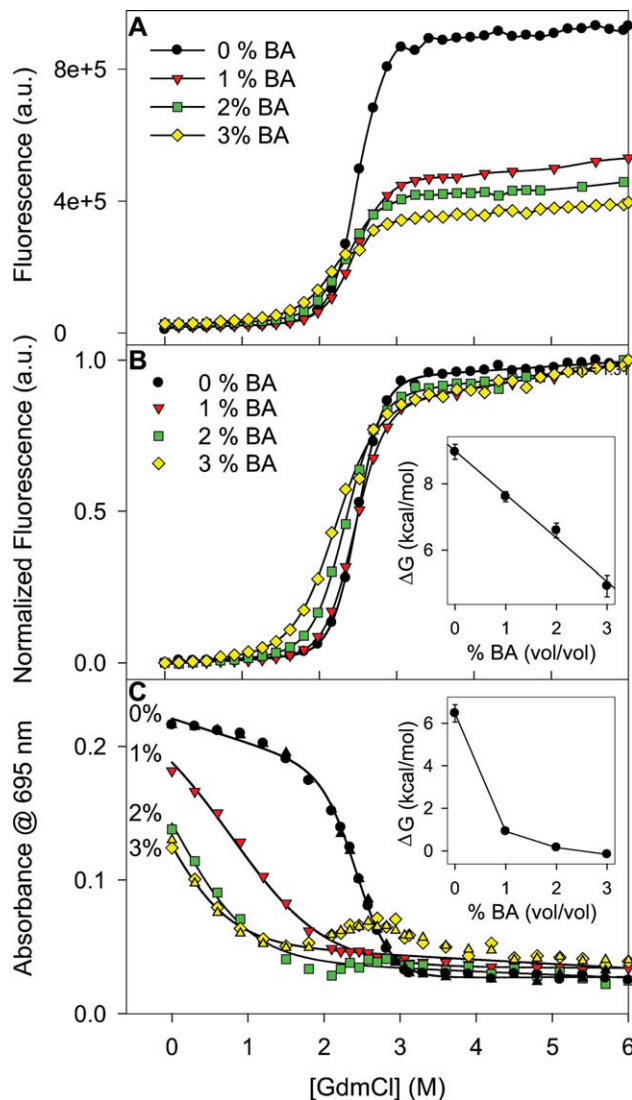 A
0 % BA
1 % BA
2% BA
3% BA
Fluorescence (a.u.)
8e+5
4e+5
0
B
0 % BA
1 % BA
2 % BA
3 % BA
Normalized Fluorescence (a.u.)
1.0
0.5
0.0
ΔG (kcal/mol)
8
6
0 1 2 3
% BA (vol/vol)
C
0%
1%
2%
3%
Absorbance @ 695 nm
0.2
0.1
0.0
ΔG (kcal/mol)
6
4
2
0
0 1 2 3
% BA (vol/vol)
0 1 2 3 4 5 6
[GdmCl] (M)